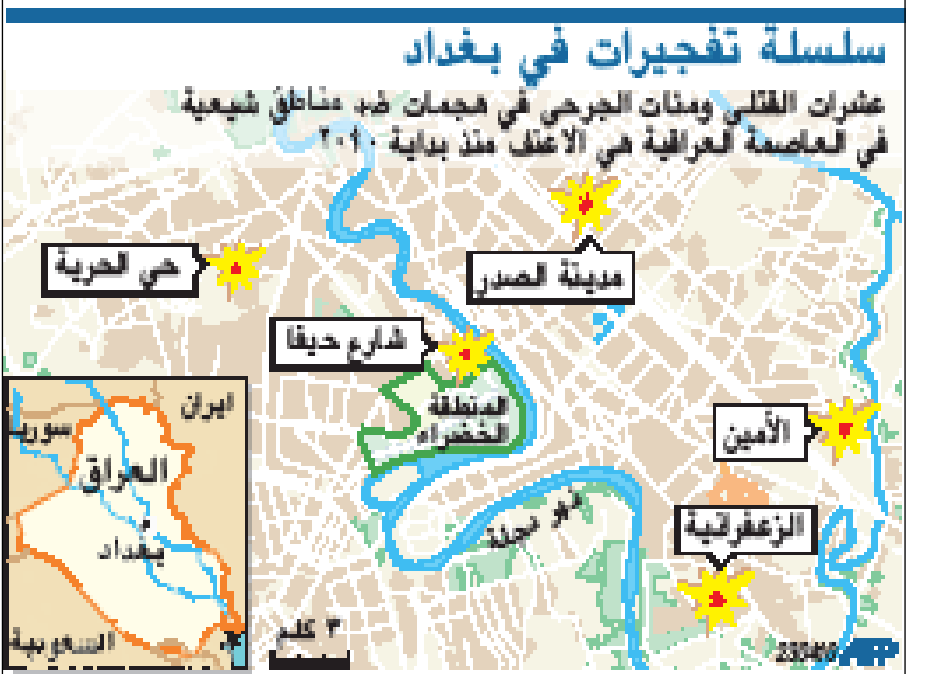 سلسلة تفجيرات في بغداد
عشرات القتلى ومئات الجرحى في هجمات ضد مناطق شيعية
في العاصمة العراقية هي الاعنف منذ بداية ٢٠١٠
مدينة الصدر
حي الحرية
شارع حيفا
المنطقة
الخضراء
الأمين
الزعفرانية
نهر دجلة
ايران
سوريا
العراق
بغداد
السعودية
٣ كلم
AFP